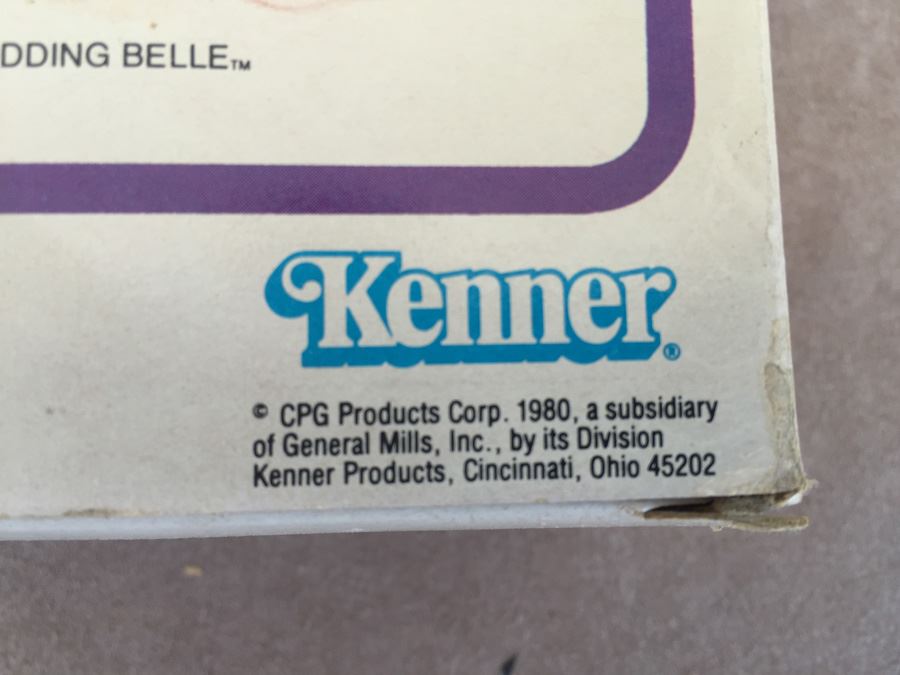 DDING BELLE™
Kenner®
© CPG Products Corp. 1980, a subsidiary
of General Mills, Inc., by its Division
Kenner Products, Cincinnati, Ohio 45202